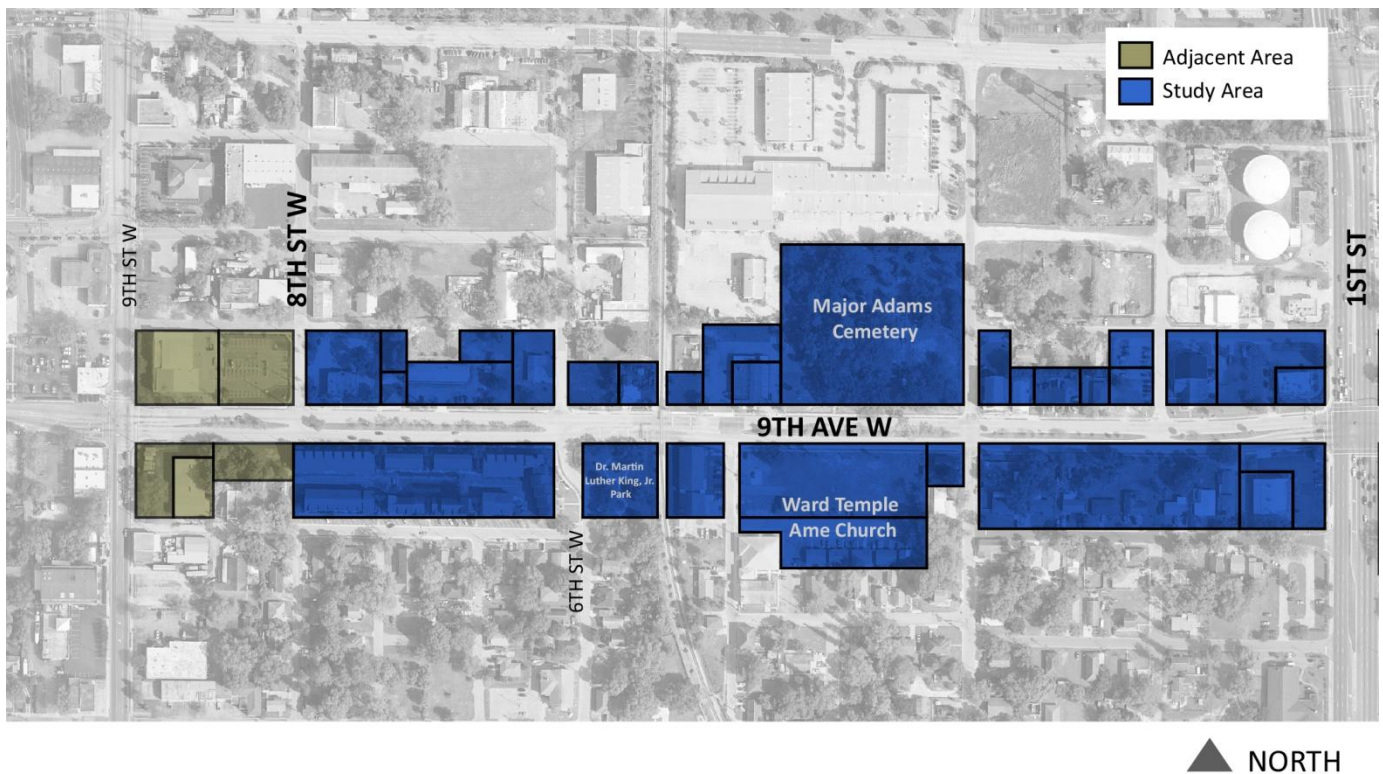 Adjacent Area
Study Area
9TH ST W
8TH ST W
1ST ST
Major Adams
Cemetery
9TH AVE W
Dr. Martin
Luther King, Jr.
Park
Ward Temple
Ame Church
6TH ST W
NORTH